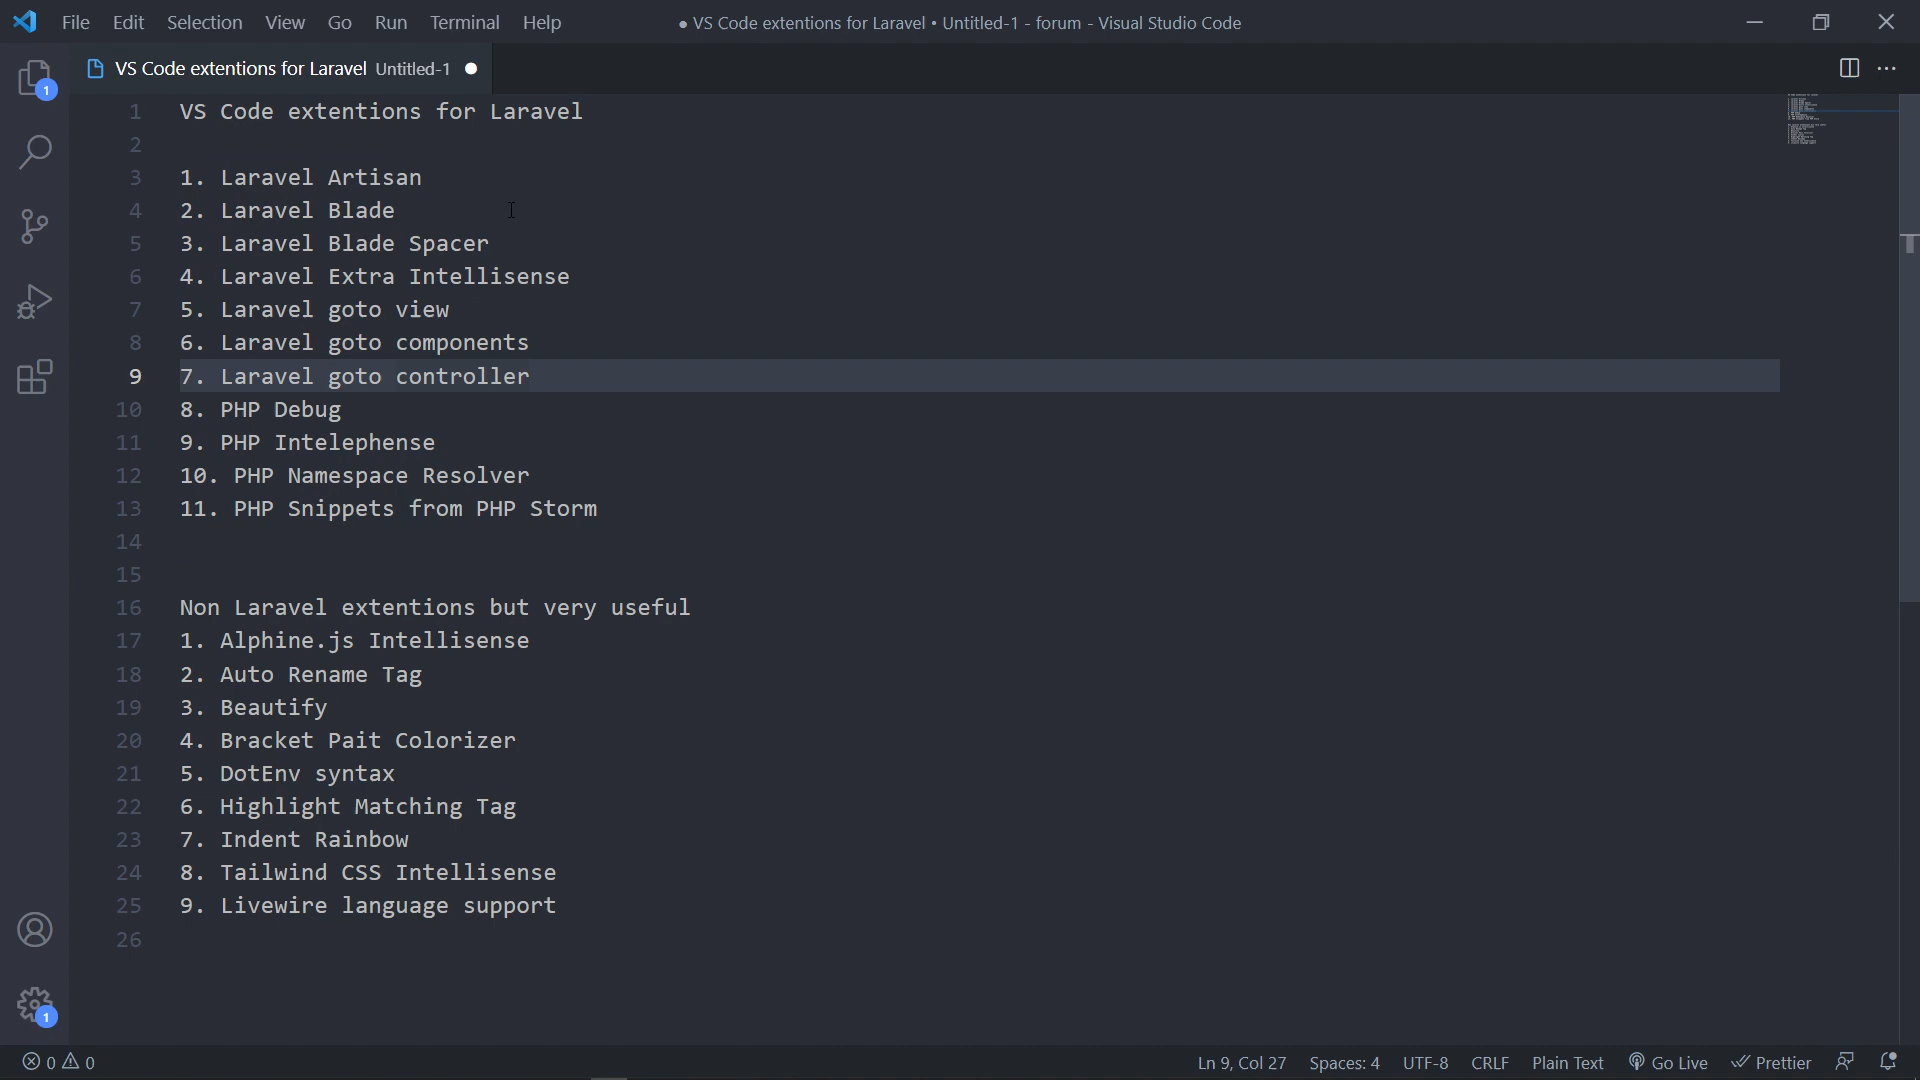 File Edit Selection View Go Run Terminal Help ● VS Code extentions for Laravel • Untitled-1 - forum - Visual Studio Code
VS Code extentions for Laravel Untitled-1 ●
1 VS Code extentions for Laravel
2
3 1. Laravel Artisan
4 2. Laravel Blade
5 3. Laravel Blade Spacer
6 4. Laravel Extra Intellisense
7 5. Laravel goto view
8 6. Laravel goto components
9 7. Laravel goto controller
10 8. PHP Debug
11 9. PHP Intelephense
12 10. PHP Namespace Resolver
13 11. PHP Snippets from PHP Storm
14
15
16 Non Laravel extentions but very useful
17 1. Alphine.js Intellisense
18 2. Auto Rename Tag
19 3. Beautify
20 4. Bracket Pait Colorizer
21 5. DotEnv syntax
22 6. Highlight Matching Tag
23 7. Indent Rainbow
24 8. Tailwind CSS Intellisense
25 9. Livewire language support
26
1
1
0 0 Ln 9, Col 27 Spaces: 4 UTF-8 CRLF Plain Text Go Live Prettier